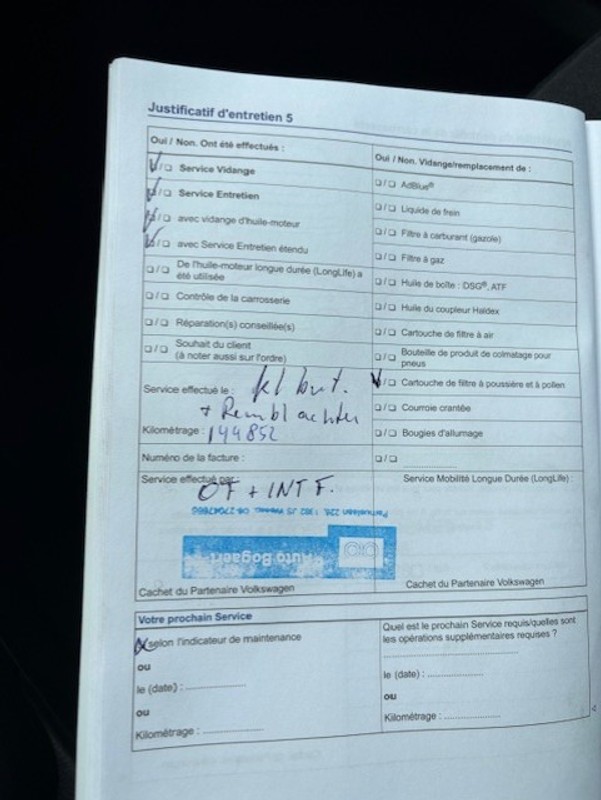 Justificatif d'entretien 5
Oui / Non. Ont été effectués :
☑/❏ Service Vidange
☑/❏ Service Entretien
☑/❏ avec vidange d'huile-moteur
☑/❏ avec Service Entretien étendu
❏/❏ De l'huile-moteur longue durée (LongLife) a
été utilisée
❏/❏ Contrôle de la carrosserie
❏/❏ Réparation(s) conseillée(s)
❏/❏ Souhait du client
(à noter aussi sur l'ordre)
Service effectué le :
+ Remblachter
Kilométrage : 144852
Numéro de la facture :
Service effectué par :
OF + INTF.
Auto Bogaert
Cachet du Partenaire Volkswagen
Oui / Non. Vidange/remplacement de :
❏/❏ AdBlue®
❏/❏ Liquide de frein
❏/❏ Filtre à carburant (gazole)
❏/❏ Filtre à gaz
❏/❏ Huile de boîte : DSG®, ATF
❏/❏ Huile du coupleur Haldex
❏/❏ Cartouche de filtre à air
❏/❏ Bouteille de produit de colmatage pour
pneus
☑/❏ Cartouche de filtre à poussière et à pollen
❏/❏ Courroie crantée
❏/❏ Bougies d'allumage
❏/❏
Service Mobilité Longue Durée (LongLife) :
Cachet du Partenaire Volkswagen
Votre prochain Service
selon l'indicateur de maintenance
ou
le (date) :
ou
Kilométrage :
Quel est le prochain Service requis/quelles sont
les opérations supplémentaires requises ?
le (date) :
ou
Kilométrage :